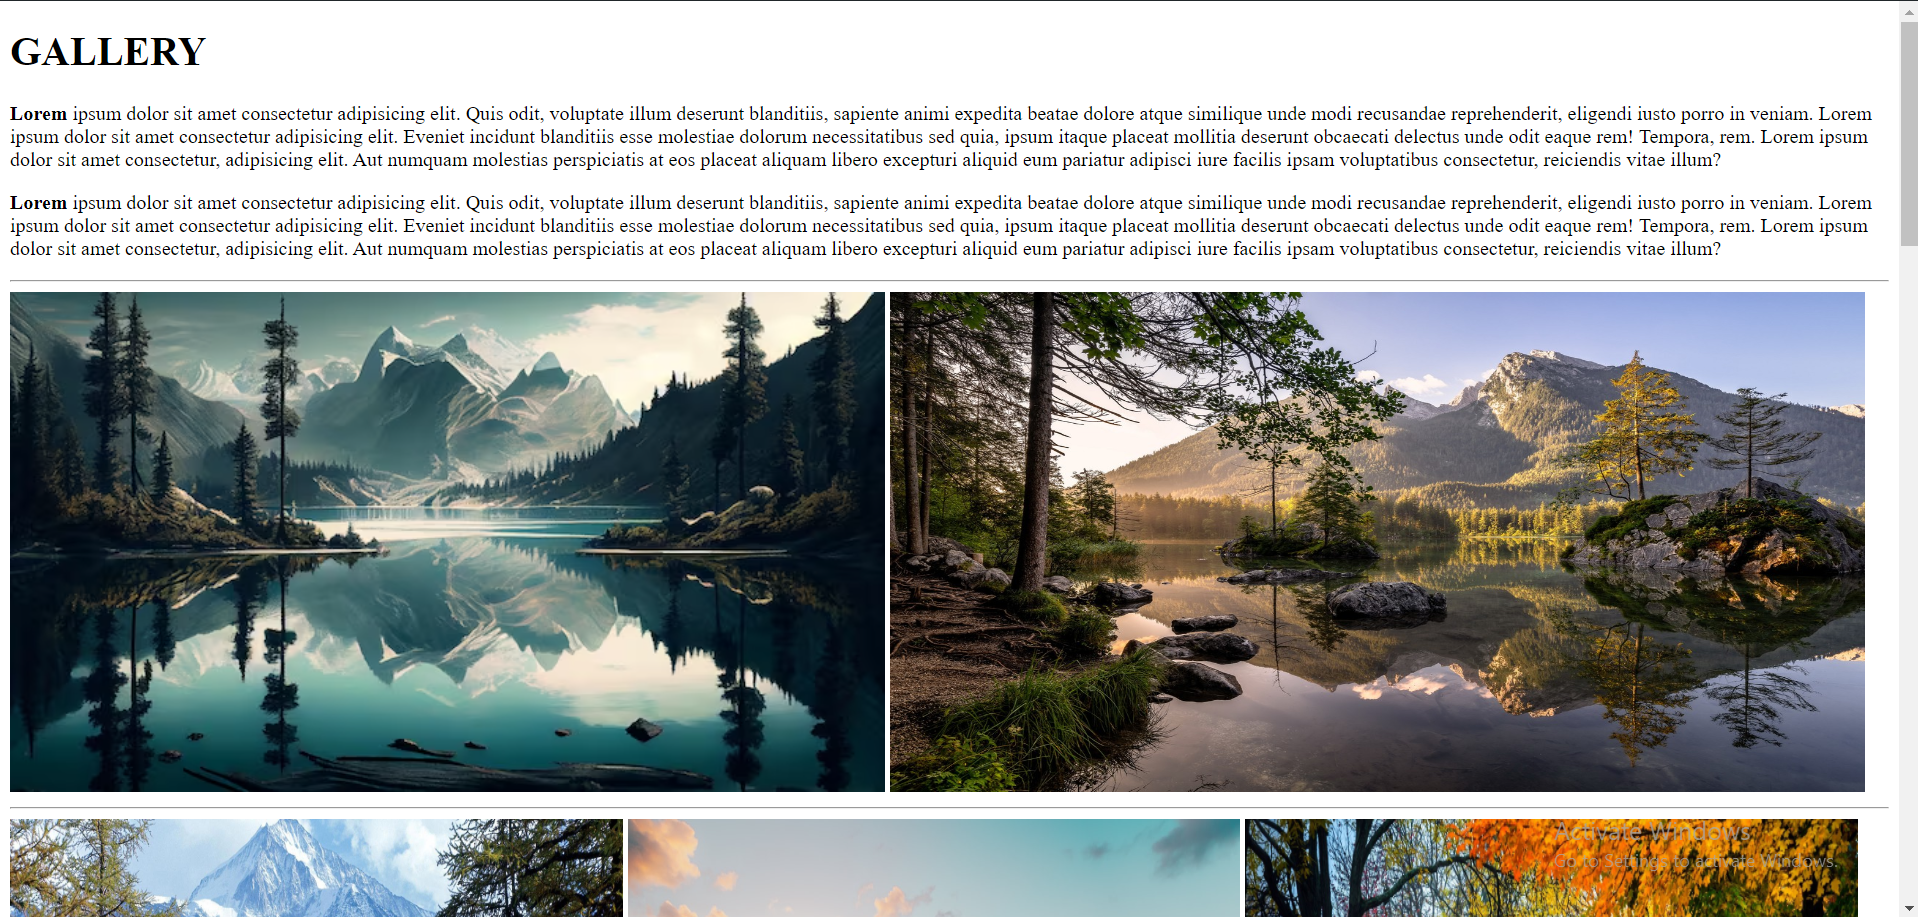 GALLERY
Lorem ipsum dolor sit amet consectetur adipisicing elit. Quis odit, voluptate illum deserunt blanditiis, sapiente animi expedita beatae dolore atque similique unde modi recusandae reprehenderit, eligendi iusto porro in veniam. Lorem
ipsum dolor sit amet consectetur adipisicing elit. Eveniet incidunt blanditiis esse molestiae dolorum necessitatibus sed quia, ipsum itaque placeat mollitia deserunt obcaecati delectus unde odit eaque rem! Tempora, rem. Lorem ipsum
dolor sit amet consectetur, adipisicing elit. Aut numquam molestias perspiciatis at eos placeat aliquam libero excepturi aliquid eum pariatur adipisci iure facilis ipsam voluptatibus consectetur, reiciendis vitae illum?
Lorem ipsum dolor sit amet consectetur adipisicing elit. Quis odit, voluptate illum deserunt blanditiis, sapiente animi expedita beatae dolore atque similique unde modi recusandae reprehenderit, eligendi iusto porro in veniam. Lorem
ipsum dolor sit amet consectetur adipisicing elit. Eveniet incidunt blanditiis esse molestiae dolorum necessitatibus sed quia, ipsum itaque placeat mollitia deserunt obcaecati delectus unde odit eaque rem! Tempora, rem. Lorem ipsum
dolor sit amet consectetur, adipisicing elit. Aut numquam molestias perspiciatis at eos placeat aliquam libero excepturi aliquid eum pariatur adipisci iure facilis ipsam voluptatibus consectetur, reiciendis vitae illum?
Activate Windows
Go to Settings to activate Windows.